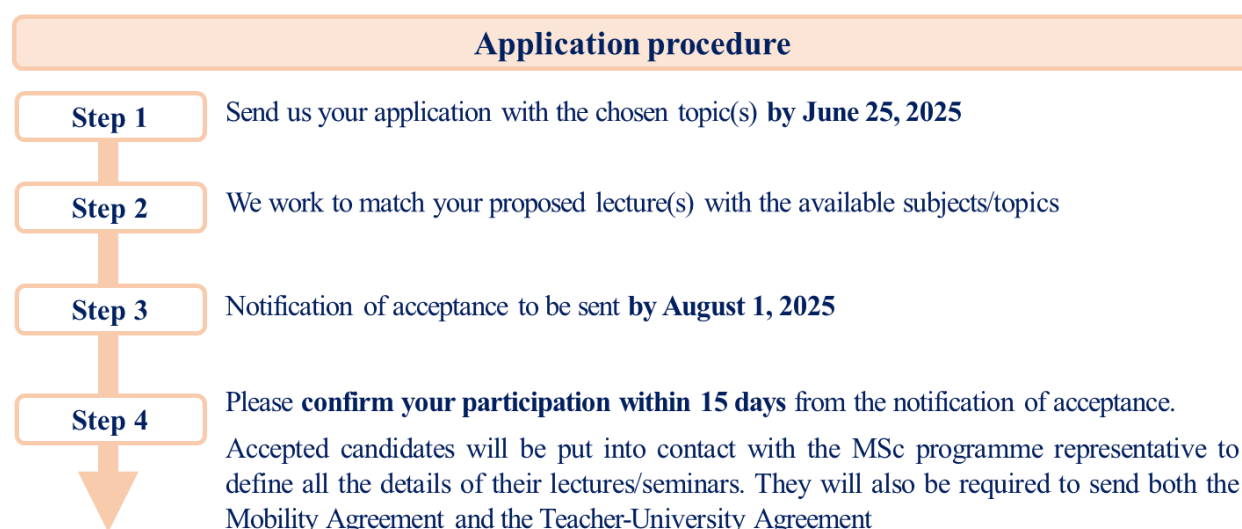 Application procedure
Step 1
Send us your application with the chosen topic(s) by June 25, 2025
Step 2
We work to match your proposed lecture(s) with the available subjects/topics
Step 3
Notification of acceptance to be sent by August 1, 2025
Step 4
Please confirm your participation within 15 days from the notification of acceptance.
Accepted candidates will be put into contact with the MSc programme representative to
define all the details of their lectures/seminars. They will also be required to send both the
Mobility Agreement and the Teacher-University Agreement